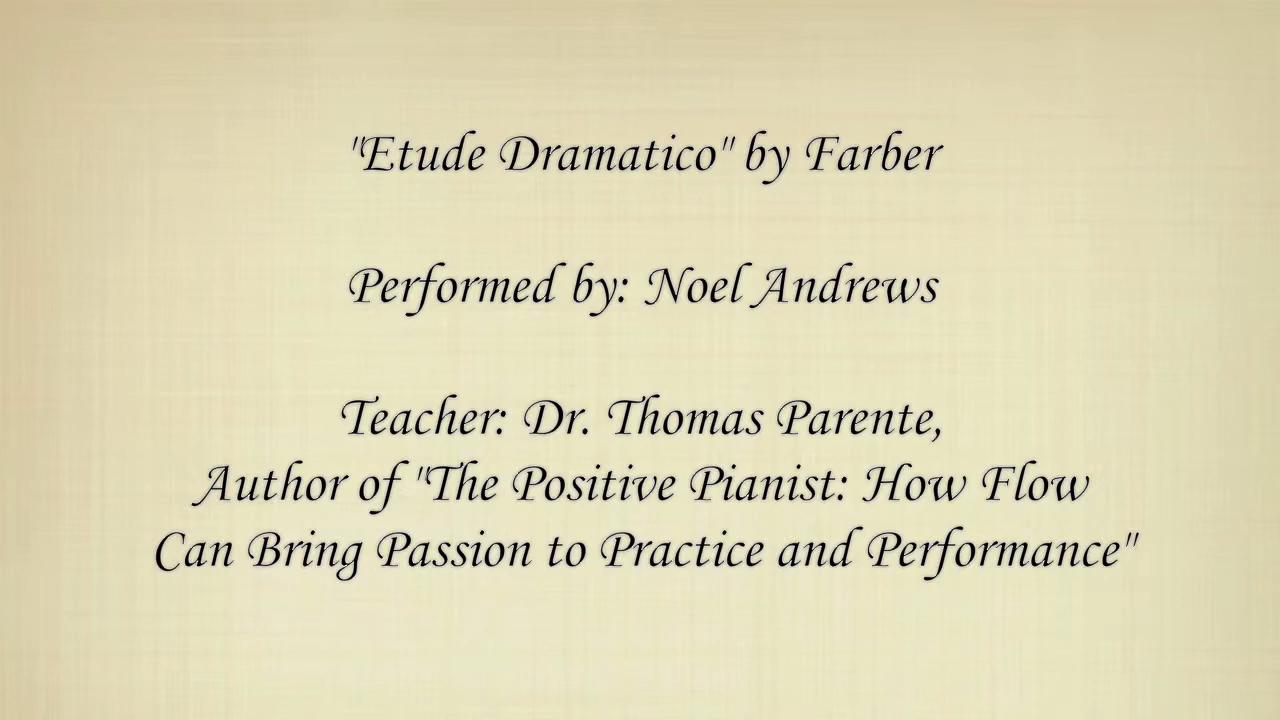 "Etude Dramatico" by Farber
Performed by: Noel Andrews
Teacher: Dr. Thomas Parente,
Author of "The Positive Pianist: How Flow
Can Bring Passion to Practice and Performance"